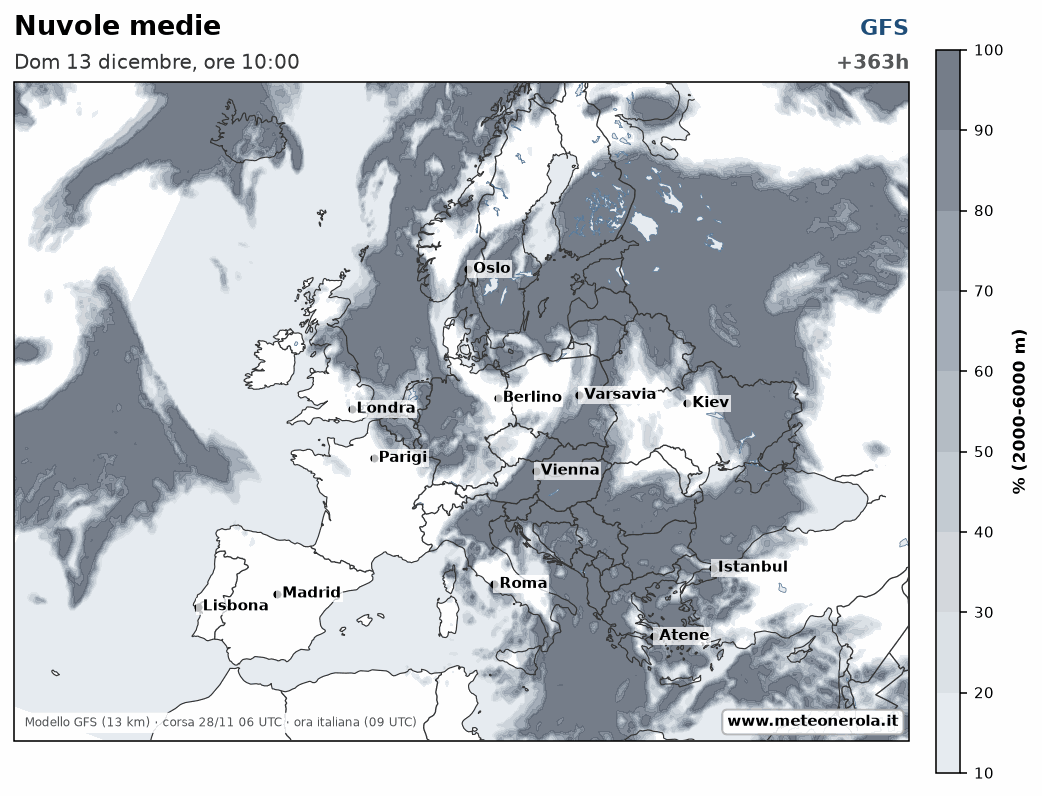 Nuvole medie
GFS
Dom 13 dicembre, ore 10:00
+363h
Oslo
Berlino
Varsavia
Kiev
Londra
Parigi
Vienna
Istanbul
Roma
Madrid
Lisbona
Atene
Modello GFS (13 km) · corsa 28/11 06 UTC · ora italiana (09 UTC)
www.meteonerola.it
100
90
80
70
60
50
40
30
20
10
% (2000-6000 m)